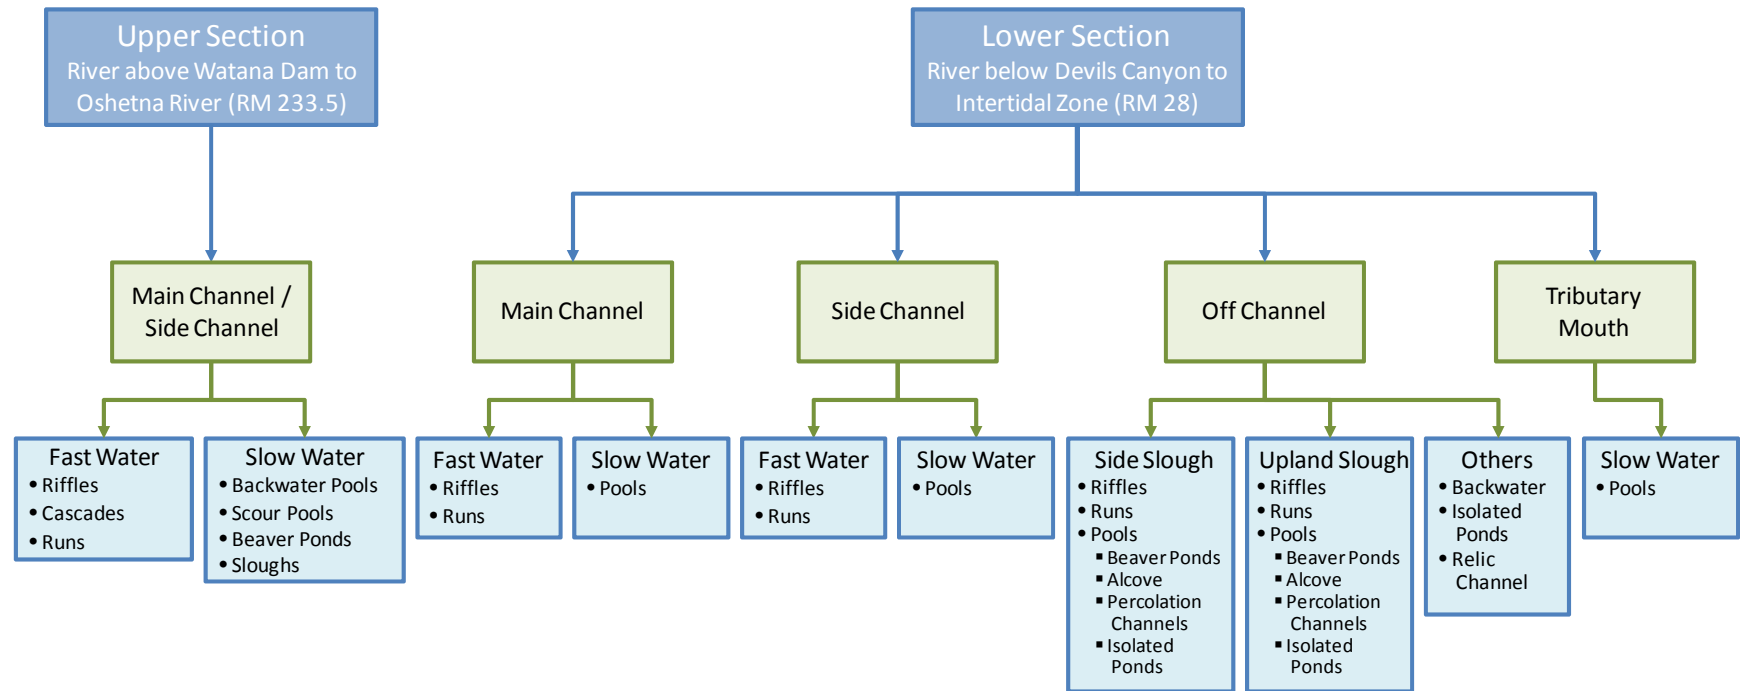 Upper Section
River above Watana Dam to
Oshetna River (RM 233.5)
Lower Section
River below Devils Canyon to
Intertidal Zone (RM 28)
Main Channel /
Side Channel
Main Channel
Side Channel
Off Channel
Tributary
Mouth
Fast Water
• Riffles
• Cascades
• Runs
Slow Water
• Backwater Pools
• Scour Pools
• Beaver Ponds
• Sloughs
Fast Water
• Riffles
• Runs
Slow Water
• Pools
Fast Water
• Riffles
• Runs
Slow Water
• Pools
Side Slough
• Riffles
• Runs
• Pools
▪ Beaver Ponds
▪ Alcove
▪ Percolation
Channels
▪ Isolated
Ponds
Upland Slough
• Riffles
• Runs
• Pools
▪ Beaver Ponds
▪ Alcove
▪ Percolation
Channels
▪ Isolated
Ponds
Others
• Backwater
• Isolated
Ponds
• Relic
Channel
Slow Water
• Pools